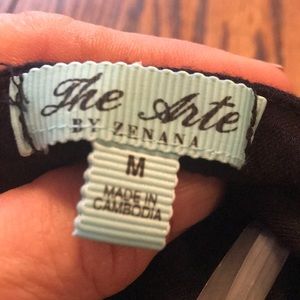 The Arte
BY ZENANA
M
MADE IN
CAMBODIA